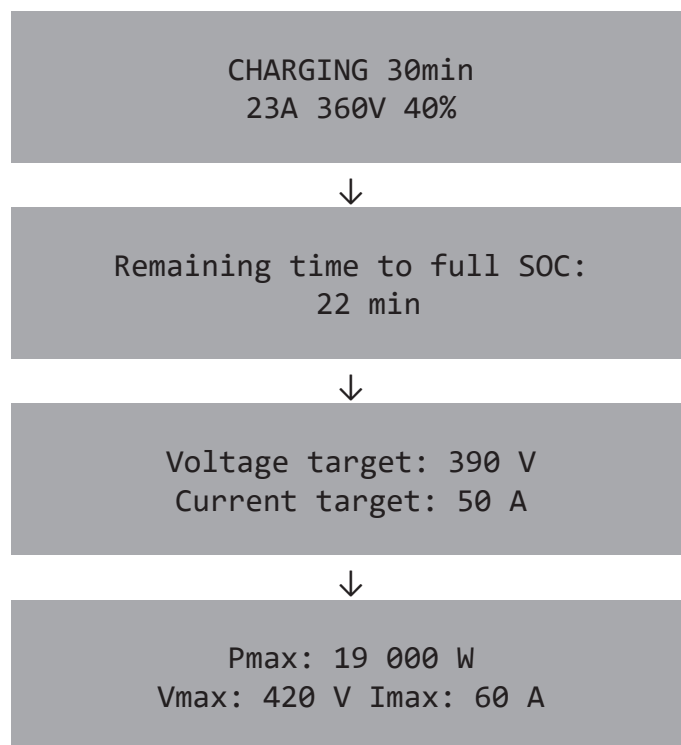 CHARGING 30min
23A 360V 40%
↓
Remaining time to full SOC:
22 min
↓
Voltage target: 390 V
Current target: 50 A
↓
Pmax: 19 000 W
Vmax: 420 V Imax: 60 A